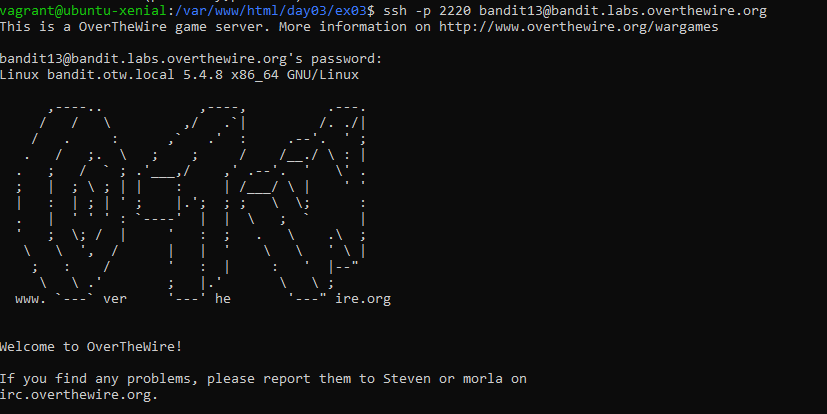 vagrant@ubuntu-xenial:/var/www/html/day03/ex03$ ssh -p 2220 bandit13@bandit.labs.overthewire.org
This is a OverTheWire game server. More information on http://www.overthewire.org/wargames
bandit13@bandit.labs.overthewire.org's password:
Linux bandit.otw.local 5.4.8 x86_64 GNU/Linux
      ,----..            ,----,          .---.
     /   /   \         ,/   .`|         /. ./|
    /   .     :      ,`   .'  :     .--'.  ' ;
   .   /   ;.  \   ;    ;     /    /__./ \ : |
  .   ;   /  ` ; .'___,/    ,' .--'.  '   \' .
  ;   |  ; \ ; | |    :     | /___/ \ |    ' '
  |   :  | ; | ' ;    |.';  ; ;   \  \;      :
  .   |  ' ' ' : `----'  |  |  \   ;  `      |
  '   ;  \; /  |     '   :  ;   .   \    .\  ;
   \   \  ',  /      |   |  '    \   \   ' \ |
    ;   :    /       '   :  |     :   '  |--"
     \   \ .'        ;   |.'       \   \ ;
  www. `---` ver     '---' he       '---" ire.org
Welcome to OverTheWire!
If you find any problems, please report them to Steven or morla on
irc.overthewire.org.